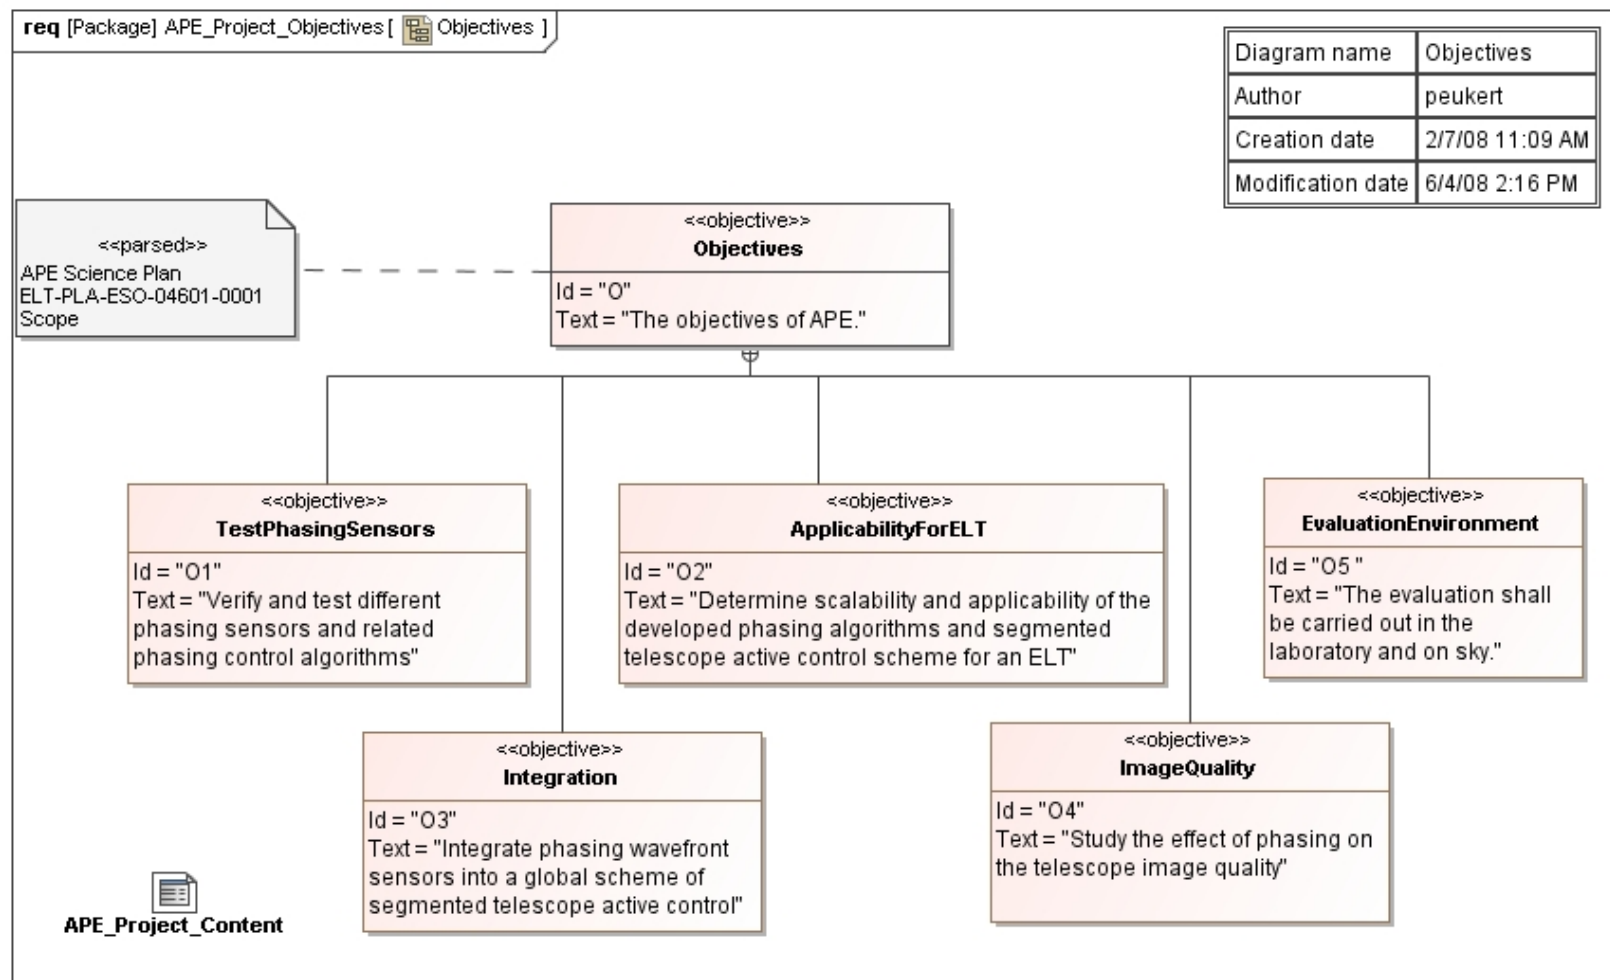 req [Package] APE_Project_Objectives [ Objectives ]
Diagram name Objectives
Author peukert
Creation date 2/7/08 11:09 AM
Modification date 6/4/08 2:16 PM
<<parsed>>
APE Science Plan
ELT-PLA-ESO-04601-0001
Scope
<<objective>>
Objectives
Id = "O"
Text = "The objectives of APE."
<<objective>>
TestPhasingSensors
Id = "O1"
Text = "Verify and test different
phasing sensors and related
phasing control algorithms"
<<objective>>
ApplicabilityForELT
Id = "O2"
Text = "Determine scalability and applicability of the
developed phasing algorithms and segmented
telescope active control scheme for an ELT"
<<objective>>
EvaluationEnvironment
Id = "O5 "
Text = "The evaluation shall
be carried out in the
laboratory and on sky."
<<objective>>
Integration
Id = "O3"
Text = "Integrate phasing wavefront
sensors into a global scheme of
segmented telescope active control"
<<objective>>
ImageQuality
Id = "O4"
Text = "Study the effect of phasing on
the telescope image quality"
APE_Project_Content